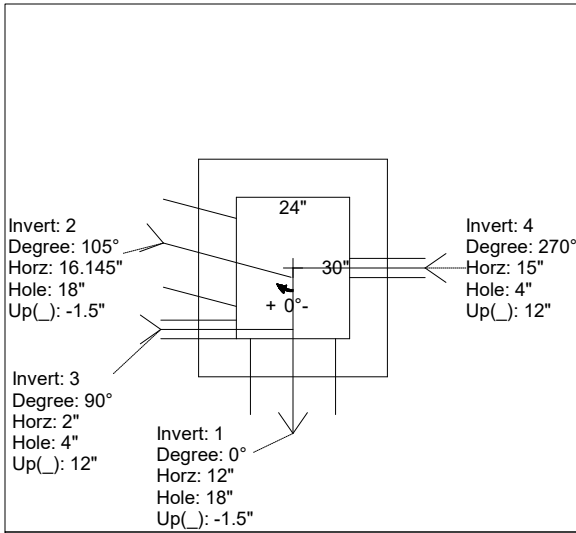 24"
Invert: 2
Degree: 105°
Horz: 16.145"
Hole: 18"
Up(_): -1.5"
30"
Invert: 4
Degree: 270°
Horz: 15"
Hole: 4"
Up(_): 12"
+ 0°-
Invert: 3
Degree: 90°
Horz: 2"
Hole: 4"
Up(_): 12"
Invert: 1
Degree: 0°
Horz: 12"
Hole: 18"
Up(_): -1.5"